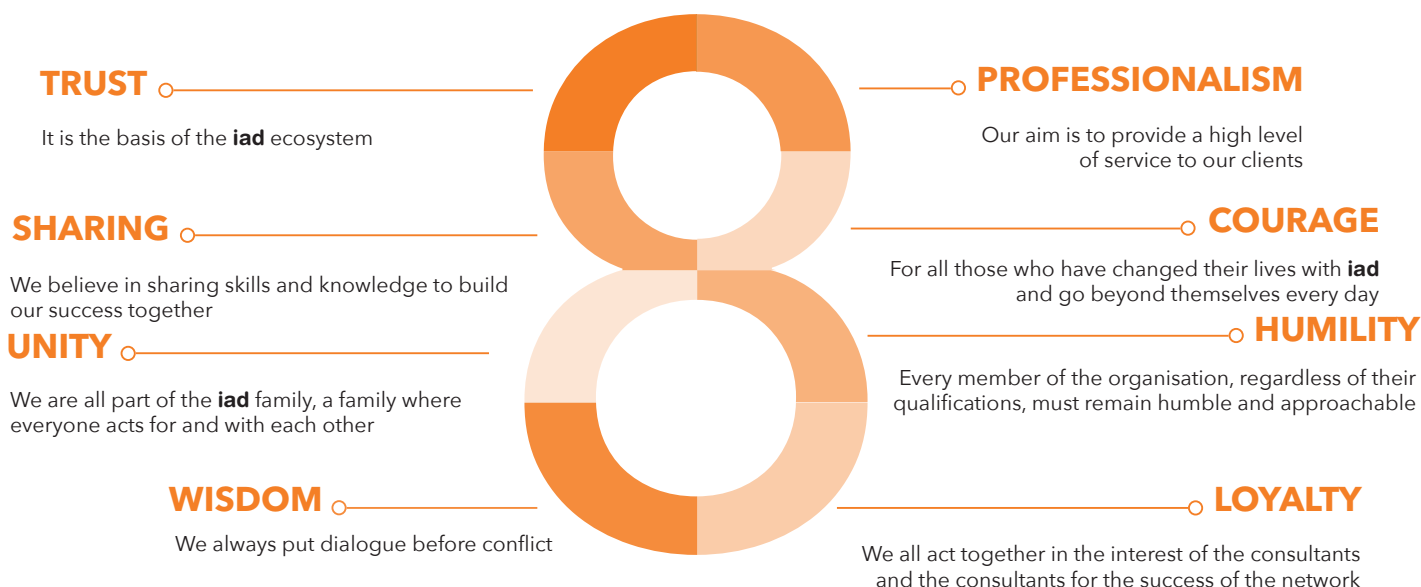 TRUST
It is the basis of the iad ecosystem
SHARING
We believe in sharing skills and knowledge to build
our success together
UNITY
We are all part of the iad family, a family where
everyone acts for and with each other
WISDOM
We always put dialogue before conflict
PROFESSIONALISM
Our aim is to provide a high level
of service to our clients
COURAGE
For all those who have changed their lives with iad
and go beyond themselves every day
HUMILITY
Every member of the organisation, regardless of their
qualifications, must remain humble and approachable
LOYALTY
We all act together in the interest of the consultants
and the consultants for the success of the network
8